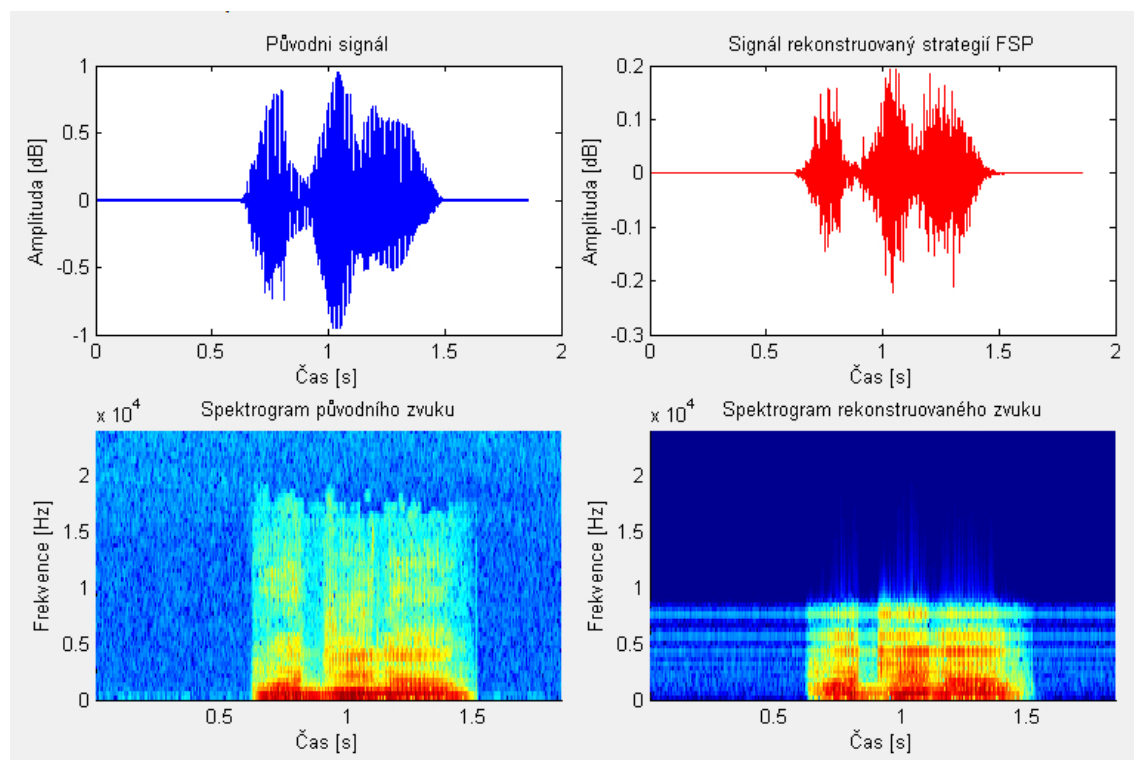 Původni signál
1
0.5
0
-0.5
-1
Amplituda [dB]
0 0.5 1 1.5 2
Čas [s]
Signál rekonstruovaný strategií FSP
0.2
0.1
0
-0.1
-0.2
-0.3
Amplituda [dB]
0 0.5 1 1.5 2
Čas [s]
x 10⁴ Spektrogram původního zvuku
2
1.5
1
0.5
0
Frekvence [Hz]
0.5 1 1.5
Čas [s]
x 10⁴ Spektrogram rekonstruovaného zvuku
2
1.5
1
0.5
0
Frekvence [Hz]
0.5 1 1.5
Čas [s]